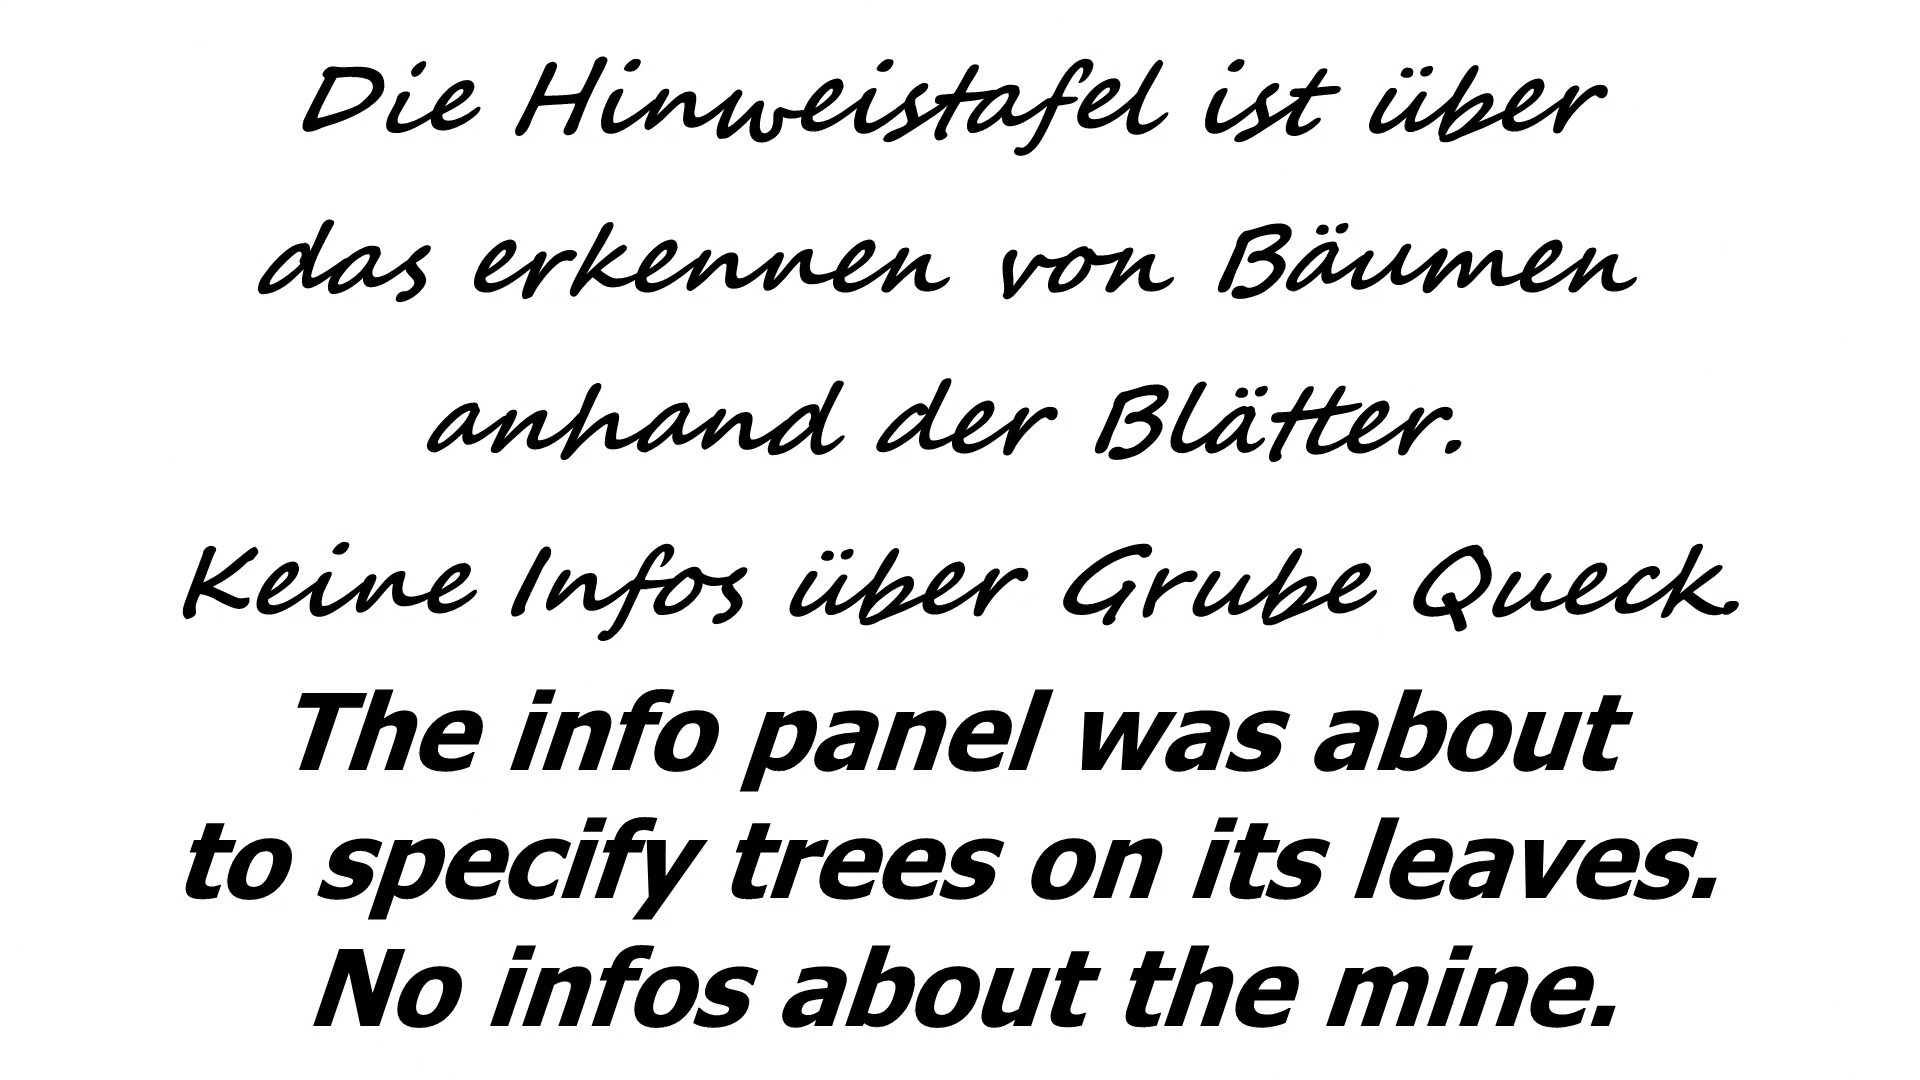 Die Hinweistafel ist über
das erkennen von Bäumen
anhand der Blätter.
Keine Infos über Grube Queck.
The info panel was about
to specify trees on its leaves.
No infos about the mine.